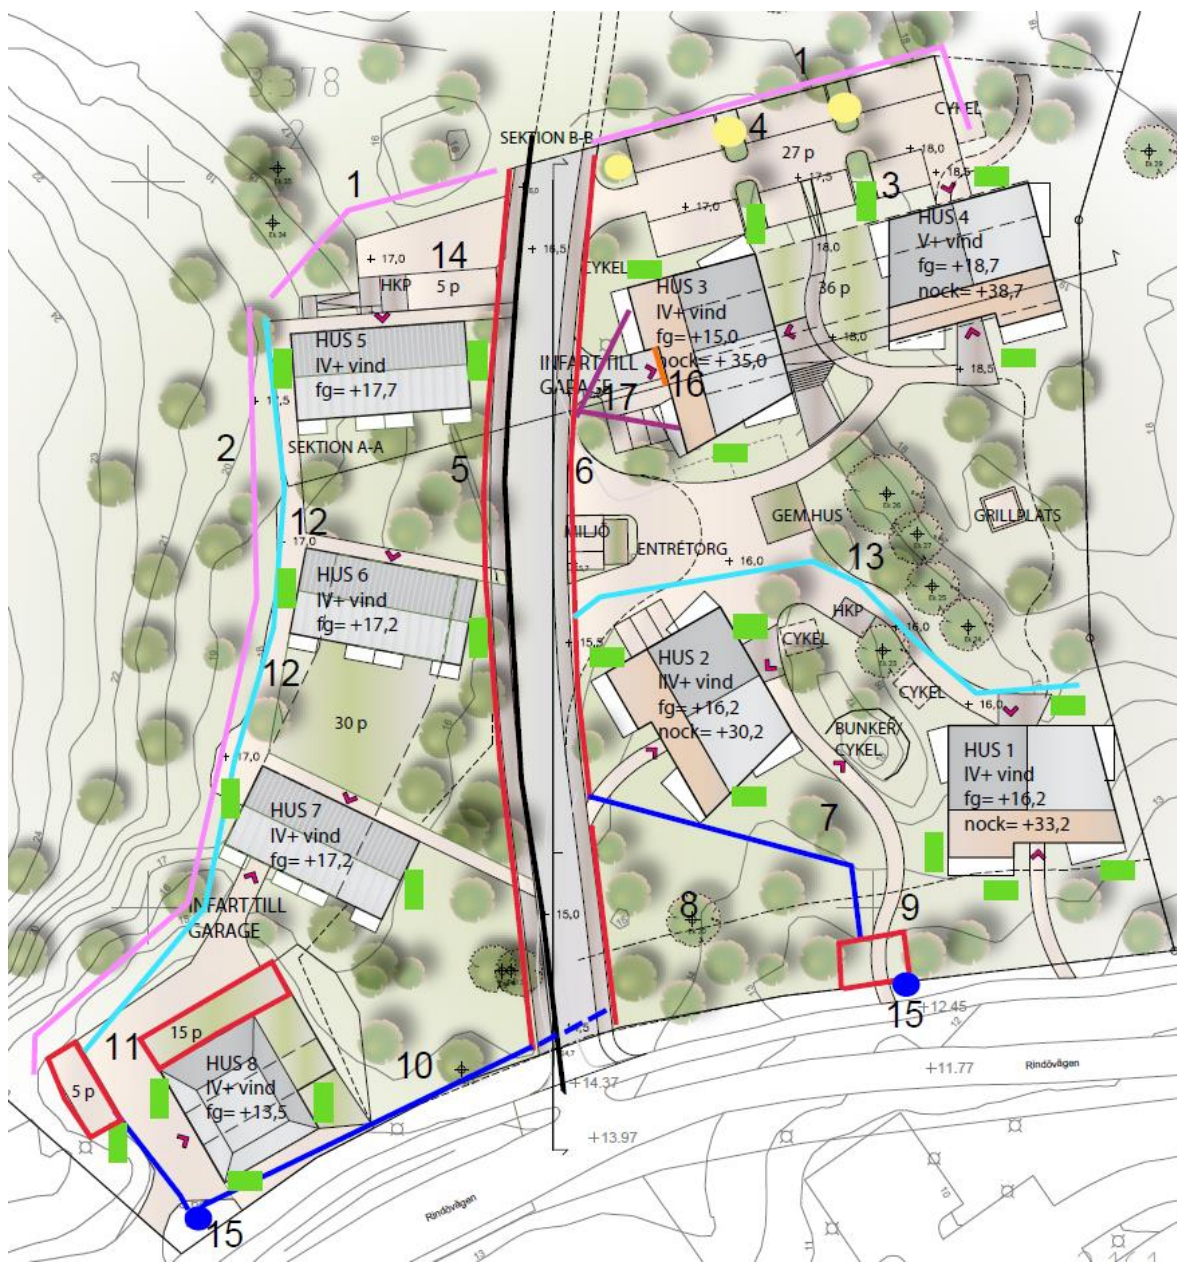 3:378
2
1
SEKTION B-B
4
27 p
CYKEL
+ 18,0
+ 17,5
18,5
3
+ 17,0
1
+ 17,0
14
HKP
5 p
+ 16,5
CYKEL
18,0
36 p
+ 18,0
HUS 4
V+ vind
fg= +18,7
nock= +38,7
HUS 3
IV+ vind
fg= +15,0
nock= + 35,0
INFART TILL
GARAGE
16
17
+ 18,5
HUS 5
IV+ vind
fg= +17,7
+ 17,5
2
SEKTION A-A
5
6
12
+ 17,0
MILJÖ
ENTRÉTORG
GEM.HUS
GRILLPLATS
+ 16,0
13
HUS 6
IV+ vind
fg= +17,2
12
30 p
+ 17,0
+ 15,5
HKP
+ 16,0
CYKEL
CYKEL
+ 16,0
HUS 2
IIV+ vind
fg= +16,2
nock= +30,2
BUNKER/
CYKEL
HUS 1
IV+ vind
fg= +16,2
nock= +33,2
HUS 7
IV+ vind
fg= +17,2
7
INFART TILL
GARAGE
+ 15,0
8
9
15
+12.45
11
15 p
5 p
HUS 8
IV+ vind
fg= +13,5
10
+14.37
+11.77
Rindövägen
+13.97
Rindövägen
15